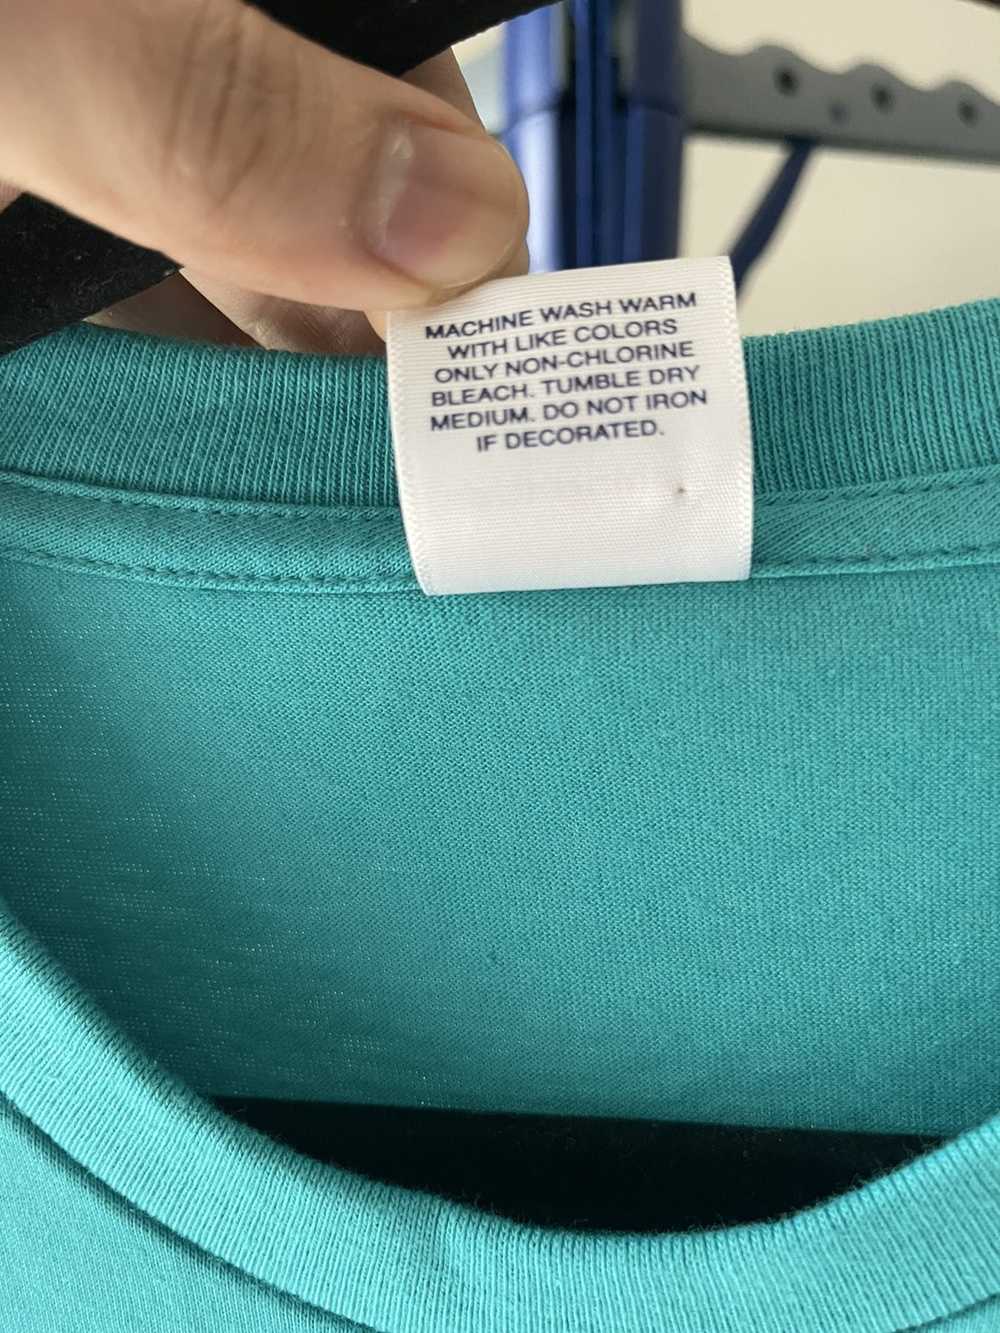 MACHINE WASH WARM
WITH LIKE COLORS
ONLY NON-CHLORINE
BLEACH. TUMBLE DRY
MEDIUM. DO NOT IRON
IF DECORATED.